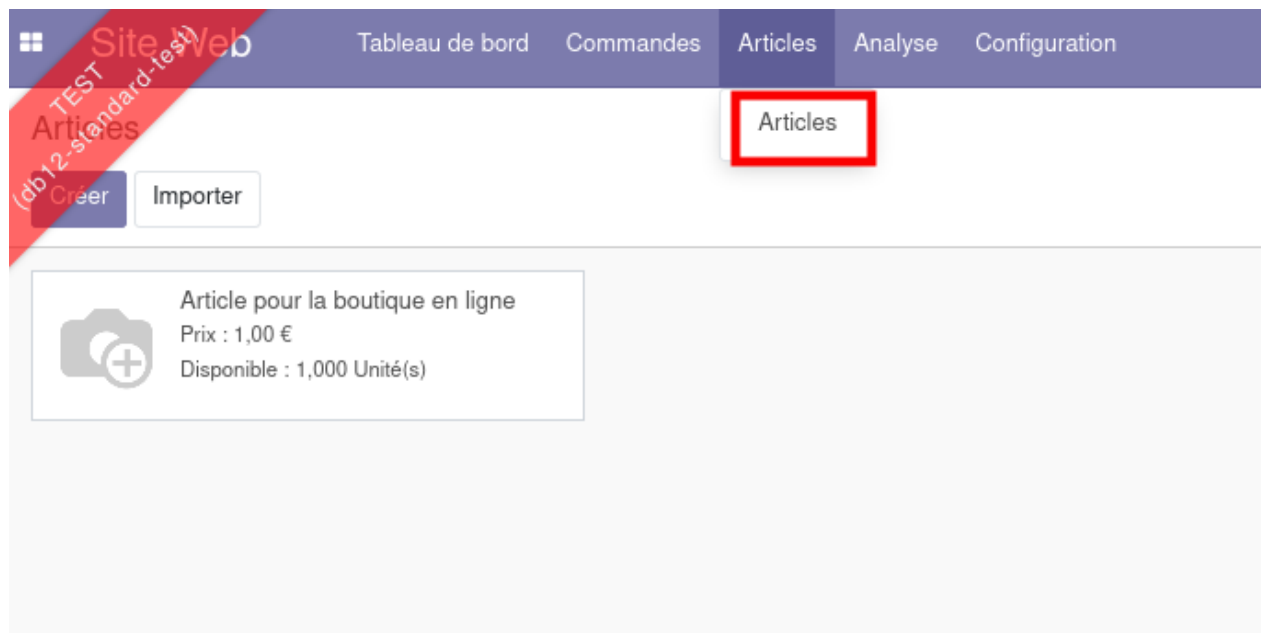 Site Web Tableau de bord Commandes Articles Analyse Configuration
TEST
(db12-standard-test)
Articles
Articles
Créer Importer
Article pour la boutique en ligne
Prix : 1,00 €
Disponible : 1,000 Unité(s)